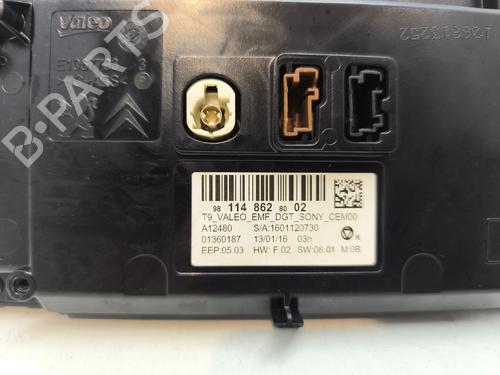 Valeo
98 114 862 80 02
T9_VALEO_EMF_DGT_SONY_CEM00
A12480 S/A:1601120730
01360187 13/01/16 03h
EEP:05.03 HW: F.02 SW:06.01 M:0B
B-PARTS